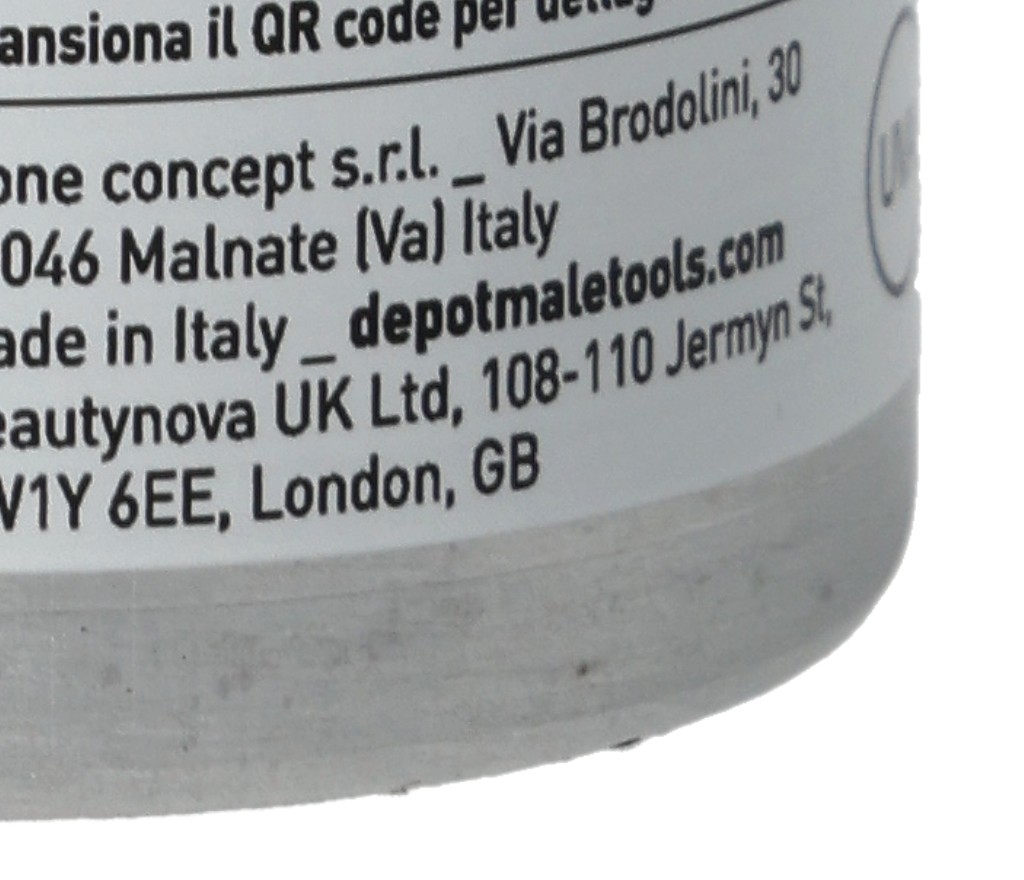 ansiona il QR code per
one concept s.r.l. _ Via Brodolini, 30
046 Malnate (Va) Italy
ade in Italy _ depotmaletools.com
eautynova UK Ltd, 108-110 Jermyn St,
W1Y 6EE, London, GB